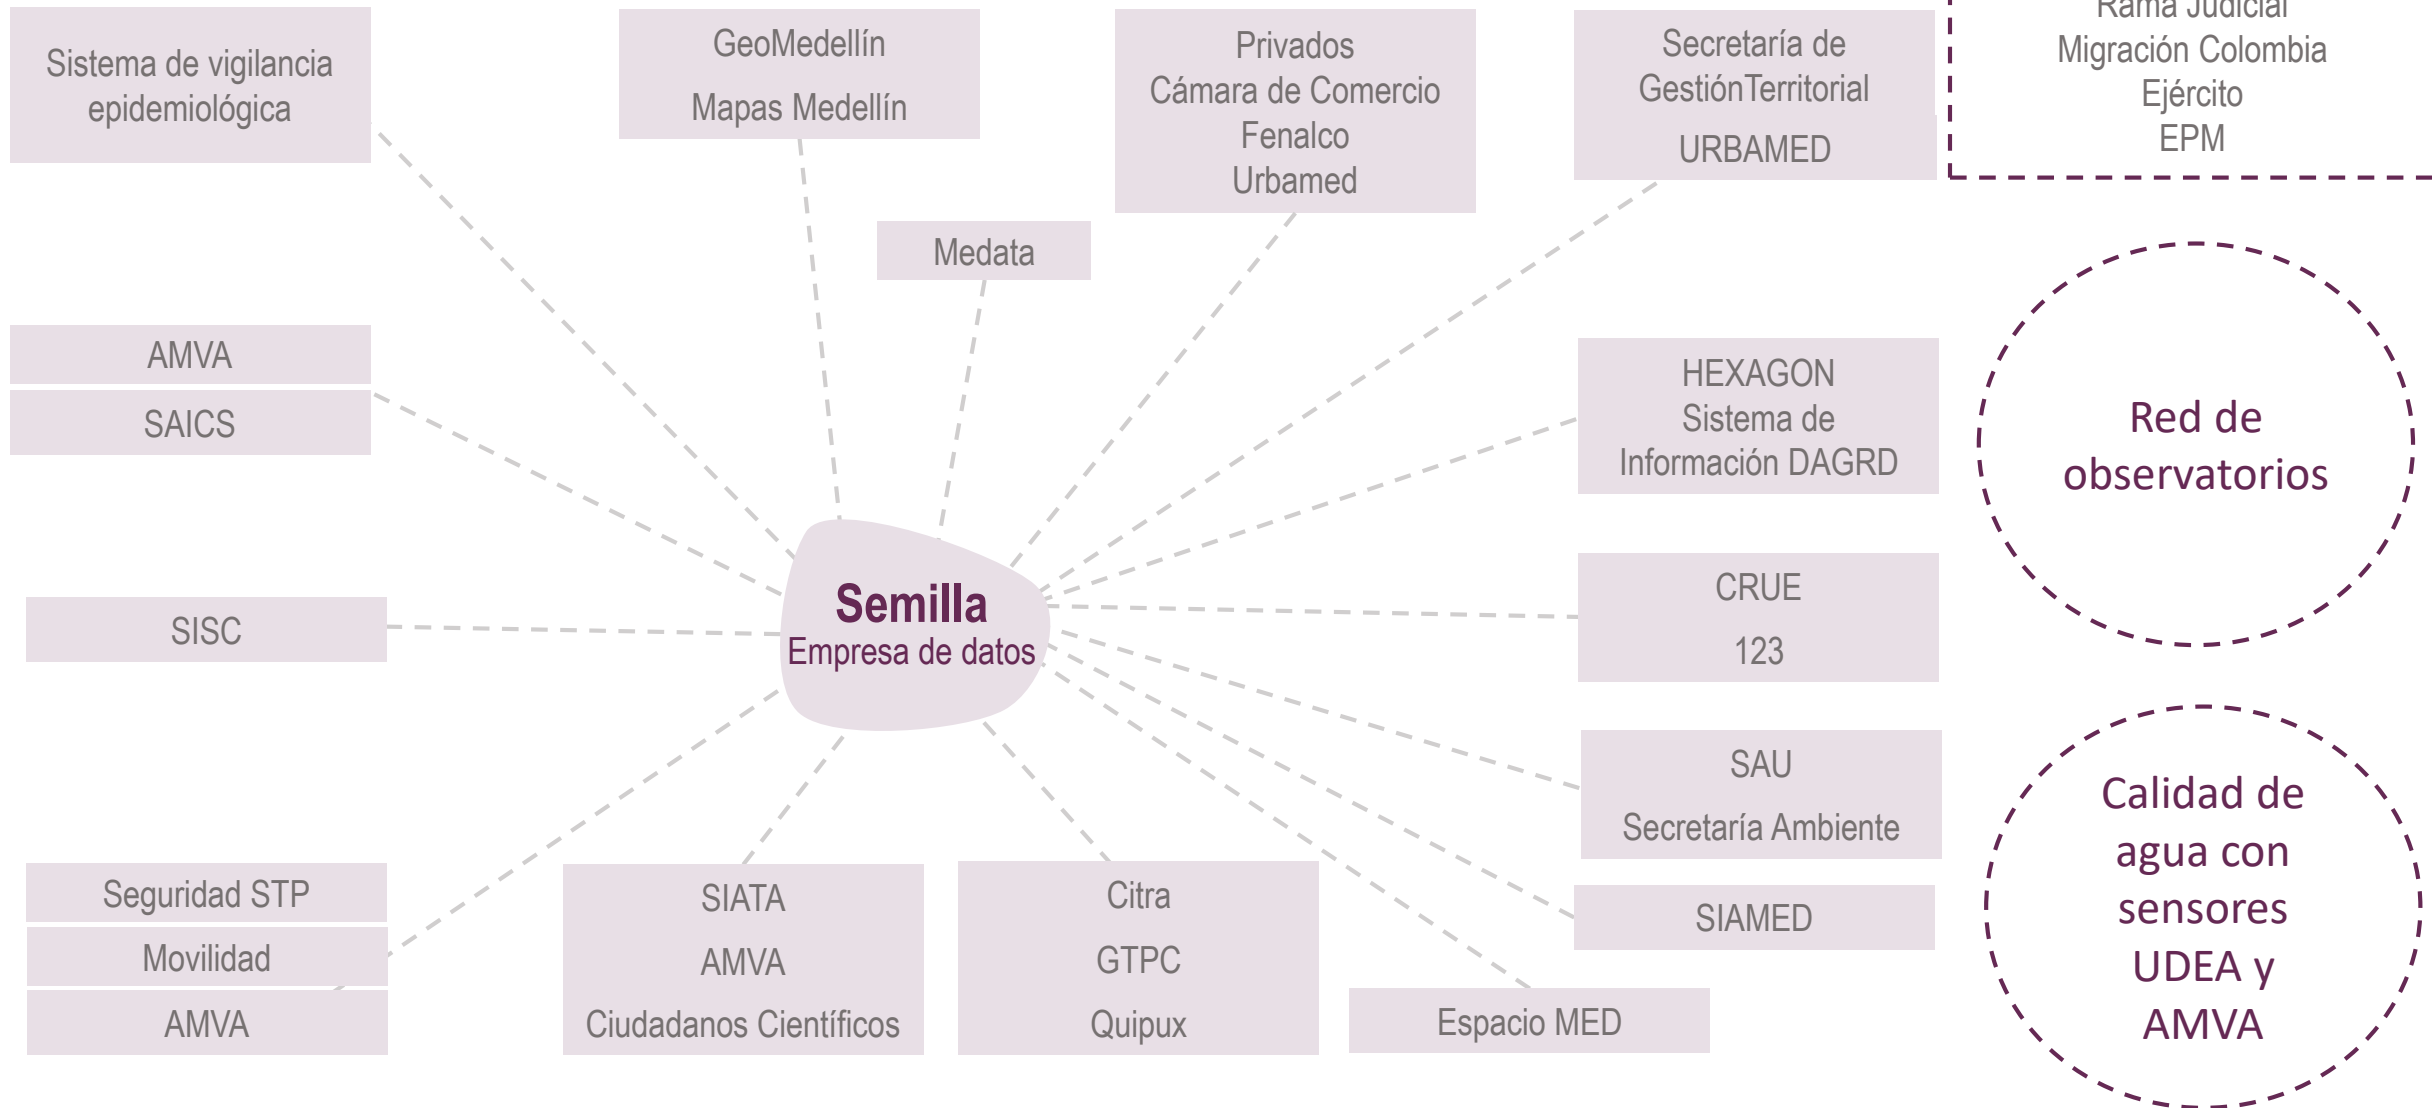 Sistema de vigilancia
epidemiológica
GeoMedellín
Mapas Medellín
Privados
Cámara de Comercio
Fenalco
Urbamed
Secretaría de
GestiónTerritorial
URBAMED
Rama Judicial
Migración Colombia
Ejército
EPM
Medata
AMVA
SAICS
HEXAGON
Sistema de
Información DAGRD
Red de
observatorios
SISC
Semilla
Empresa de datos
CRUE
123
SAU
Secretaría Ambiente
SIAMED
Calidad de
agua con
sensores
UDEA y
AMVA
Seguridad STP
Movilidad
AMVA
SIATA
AMVA
Ciudadanos Científicos
Citra
GTPC
Quipux
Espacio MED